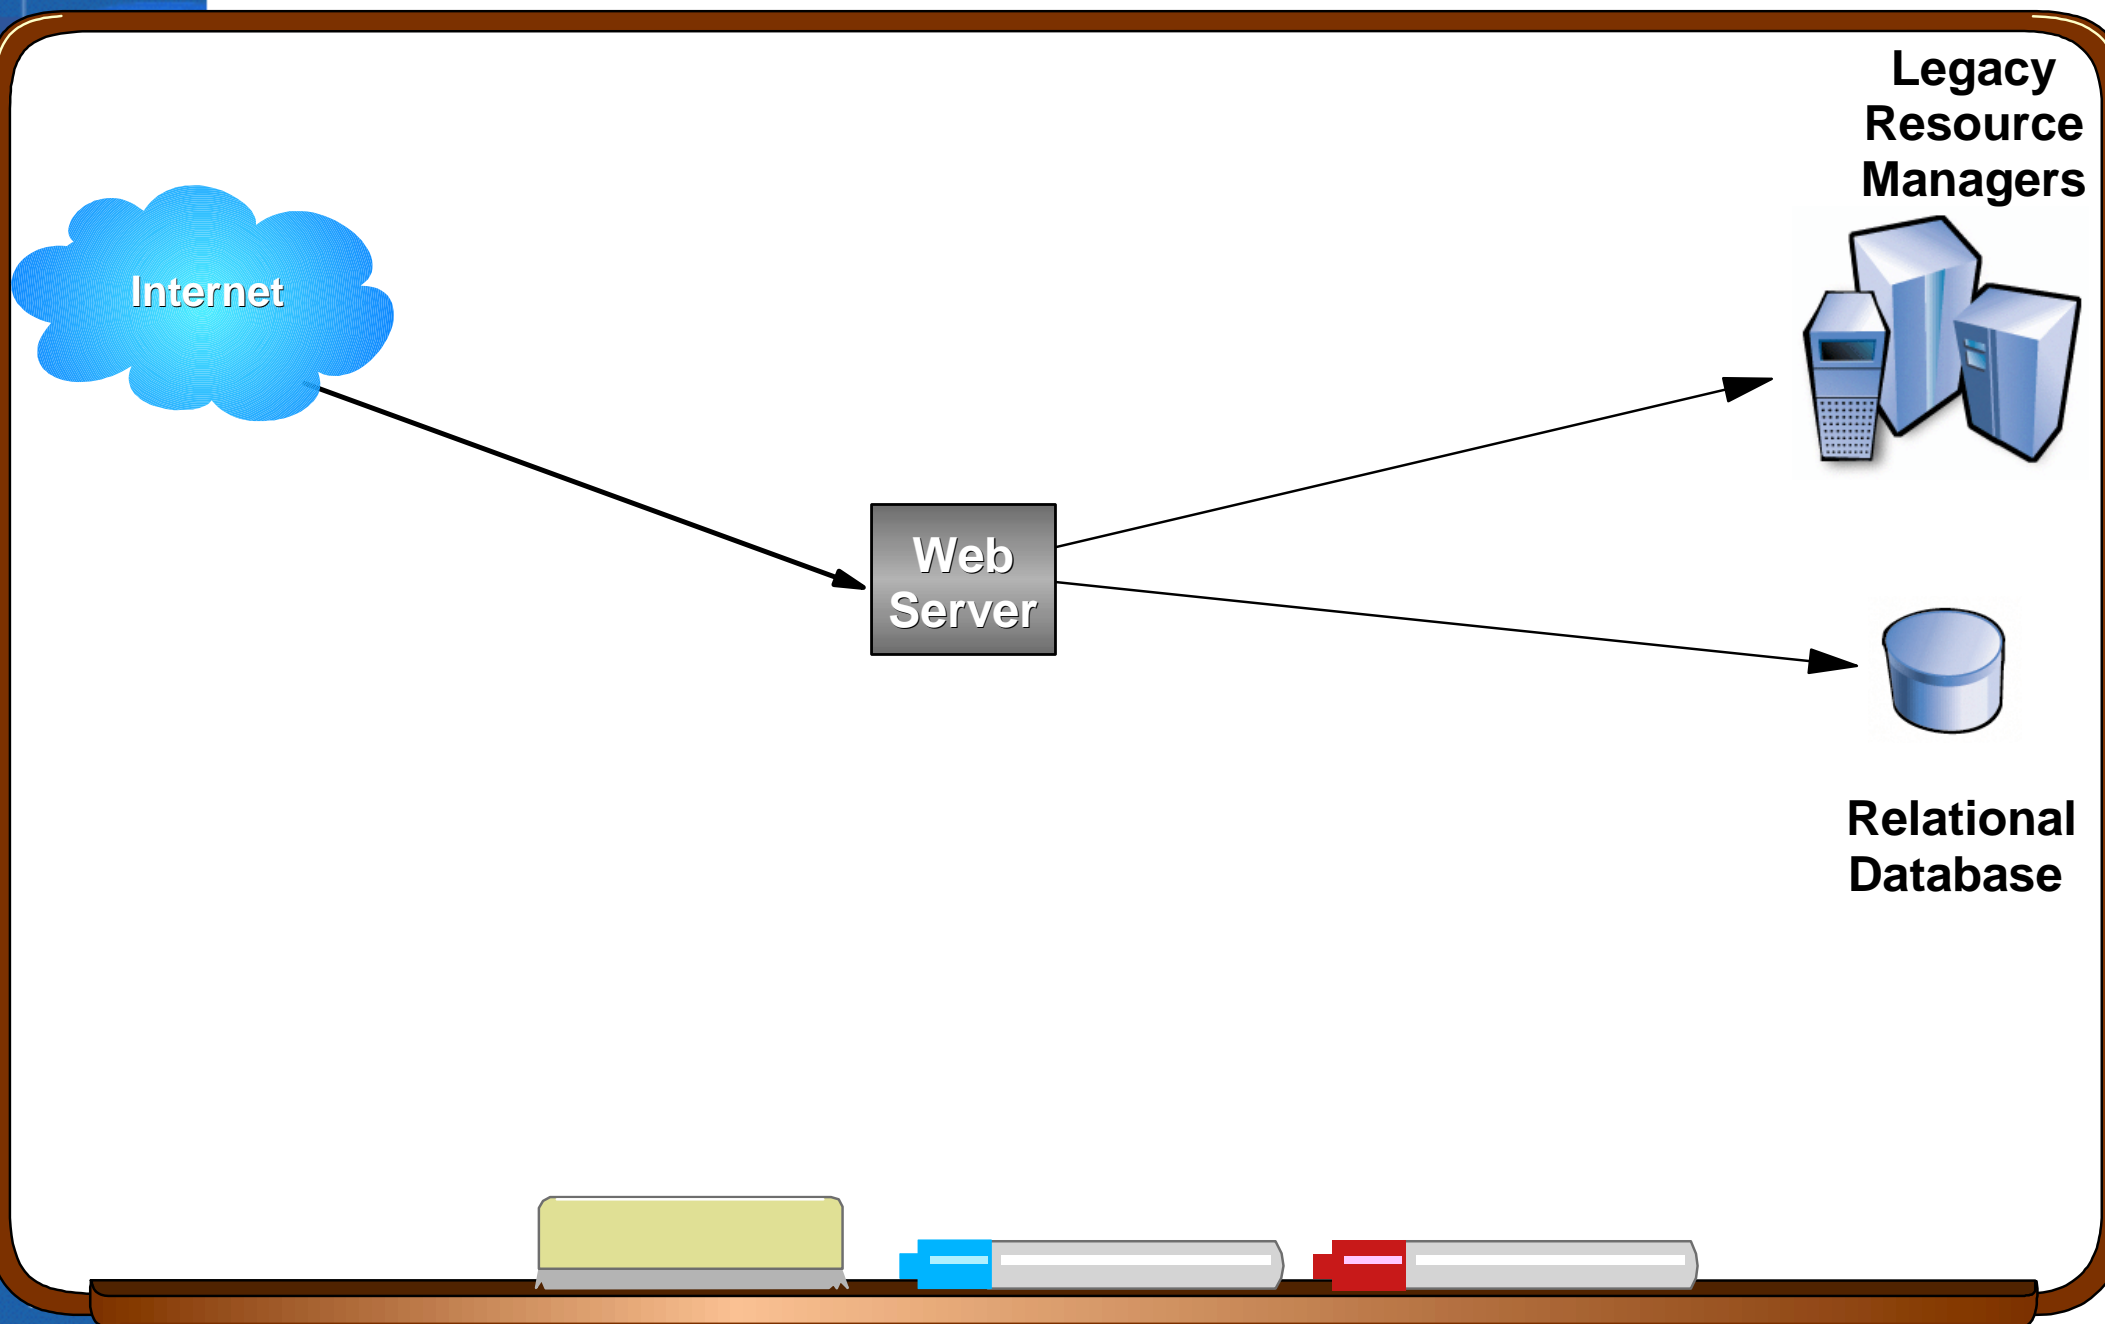 Legacy
Resource
Managers
Internet
Web
Server
Relational
Database